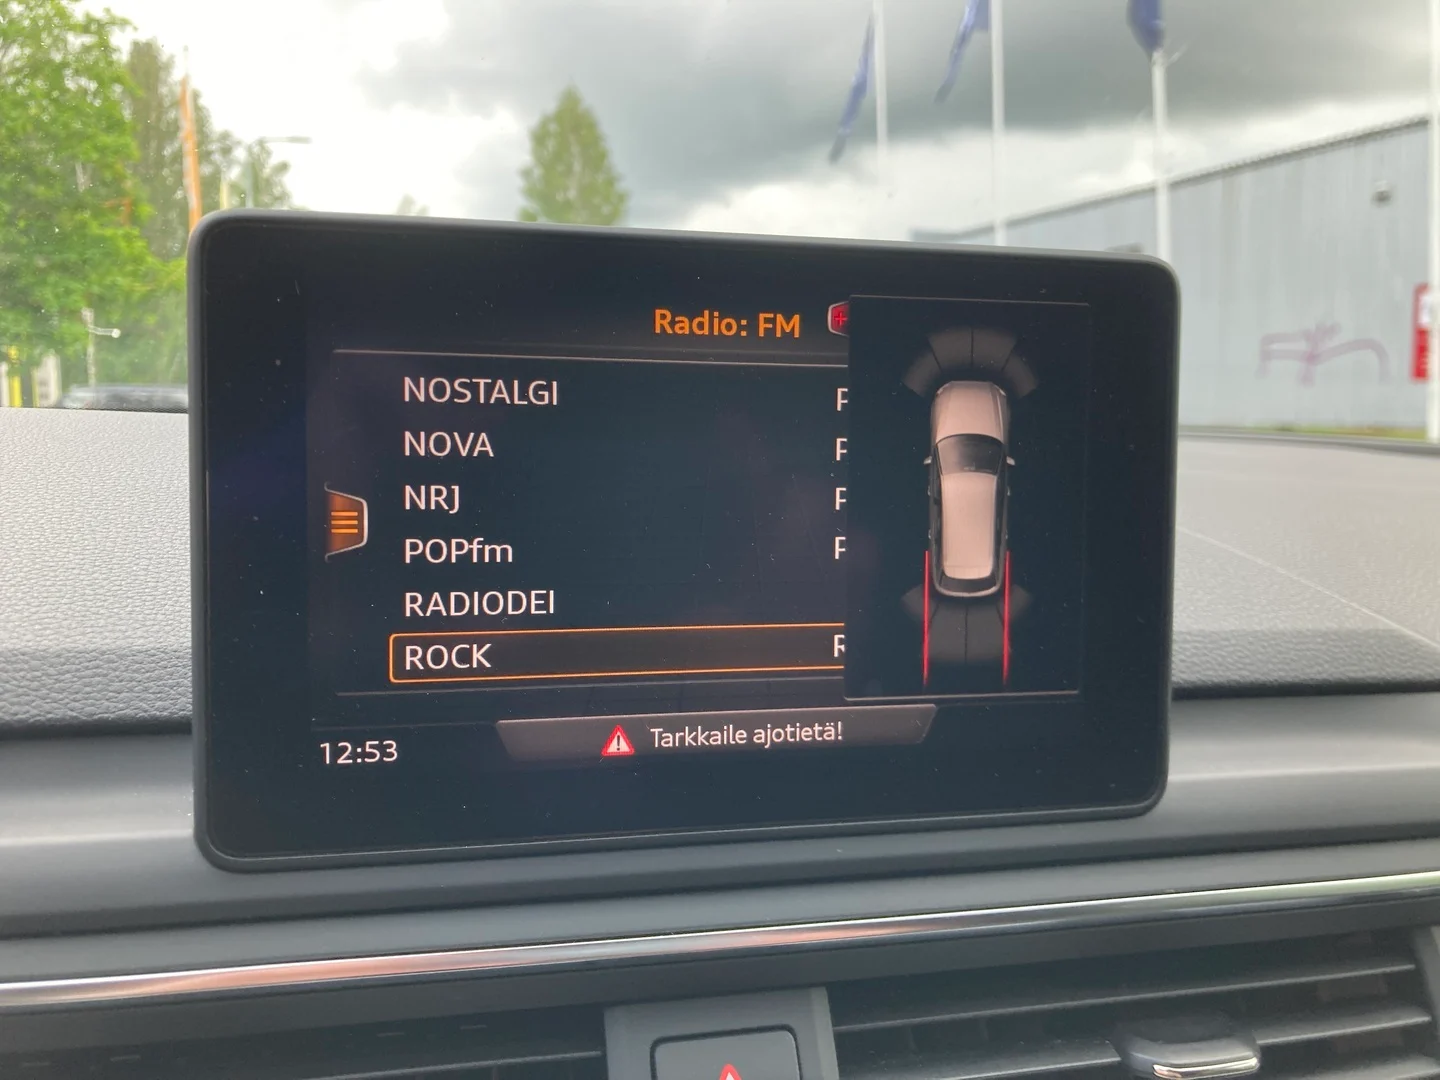 Radio: FM
NOSTALGI P
NOVA P
NRJ P
POPfm P
RADIODEI
ROCK R
12:53
Tarkkaile ajotietä!